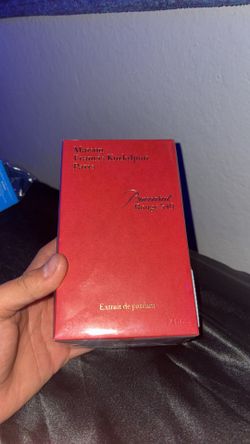 Maison
Francis Kurkdjian
Paris
Baccarat
Rouge 540
Extrait de parfum